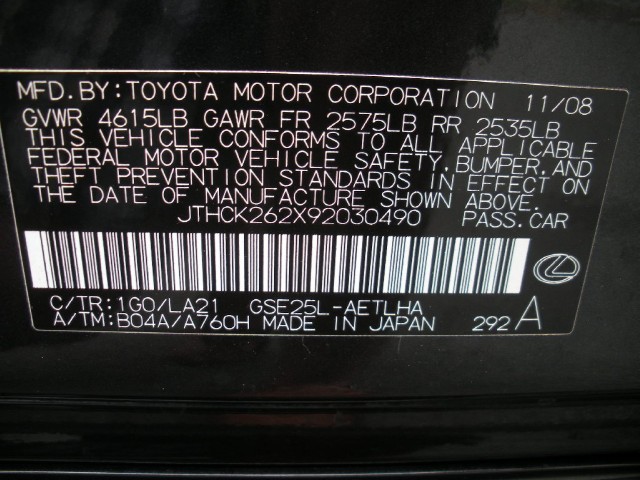 MFD.BY:TOYOTA MOTOR CORPORATION 11/08
GVWR 4615LB GAWR FR 2575LB RR 2535LB
THIS VEHICLE CONFORMS TO ALL APPLICABLE
FEDERAL MOTOR VEHICLE SAFETY,BUMPER,AND
THEFT PREVENTION STANDARDS IN EFFECT ON
THE DATE OF MANUFACTURE SHOWN ABOVE.
JTHCK262X92030490 PASS.CAR
C/TR:1G0/LA21 GSE25L-AETLHA
A/TM:B04A/A760H MADE IN JAPAN 292 A